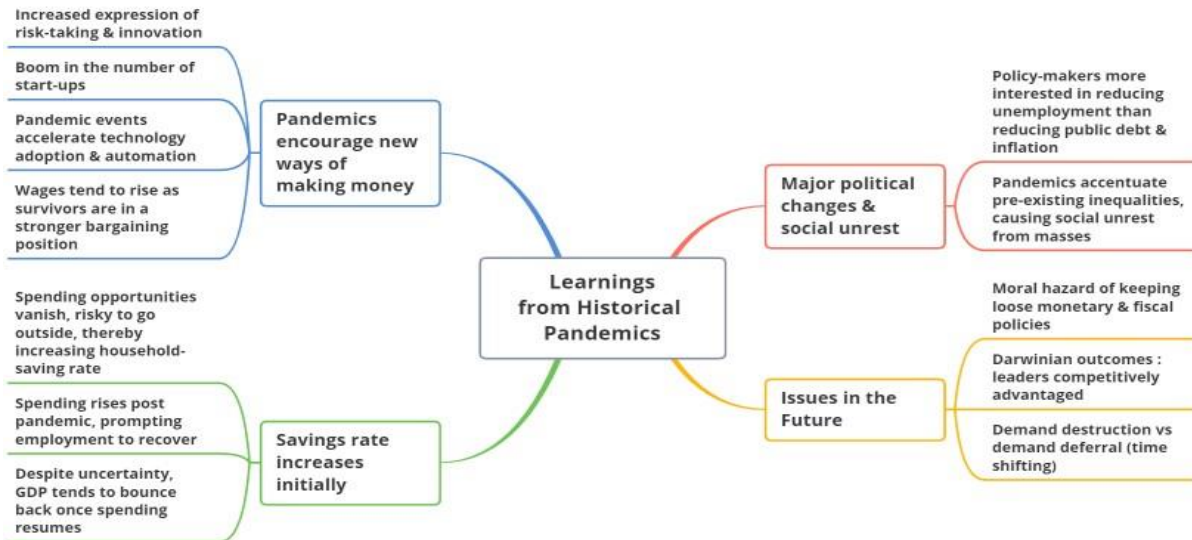 Learnings
from Historical
Pandemics
Pandemics
encourage new
ways of
making money
Increased expression of
risk-taking & innovation
Boom in the number of
start-ups
Pandemic events
accelerate technology
adoption & automation
Wages tend to rise as
survivors are in a
stronger bargaining
position
Savings rate
increases
initially
Spending opportunities
vanish, risky to go
outside, thereby
increasing household-
saving rate
Spending rises post
pandemic, prompting
employment to recover
Despite uncertainty,
GDP tends to bounce
back once spending
resumes
Major political
changes &
social unrest
Policy-makers more
interested in reducing
unemployment than
reducing public debt &
inflation
Pandemics accentuate
pre-existing inequalities,
causing social unrest
from masses
Issues in the
Future
Moral hazard of keeping
loose monetary & fiscal
policies
Darwinian outcomes :
leaders competitively
advantaged
Demand destruction vs
demand deferral (time
shifting)